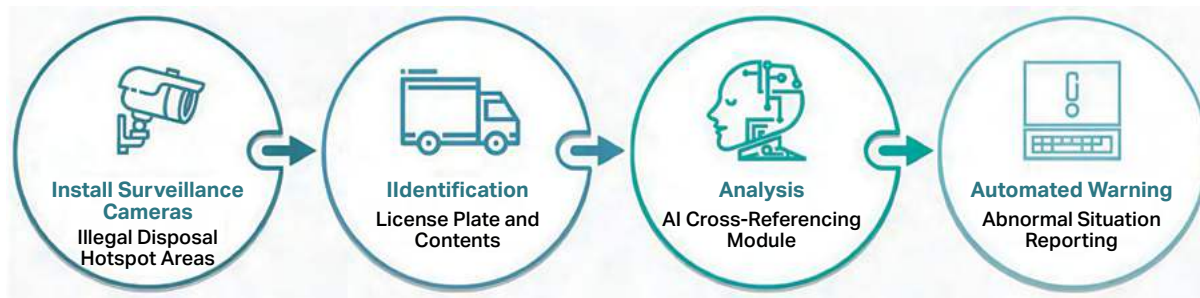 Install Surveillance
Cameras
Illegal Disposal
Hotspot Areas
IIdentification
License Plate and
Contents
Analysis
AI Cross-Referencing
Module
Automated Warning
Abnormal Situation
Reporting